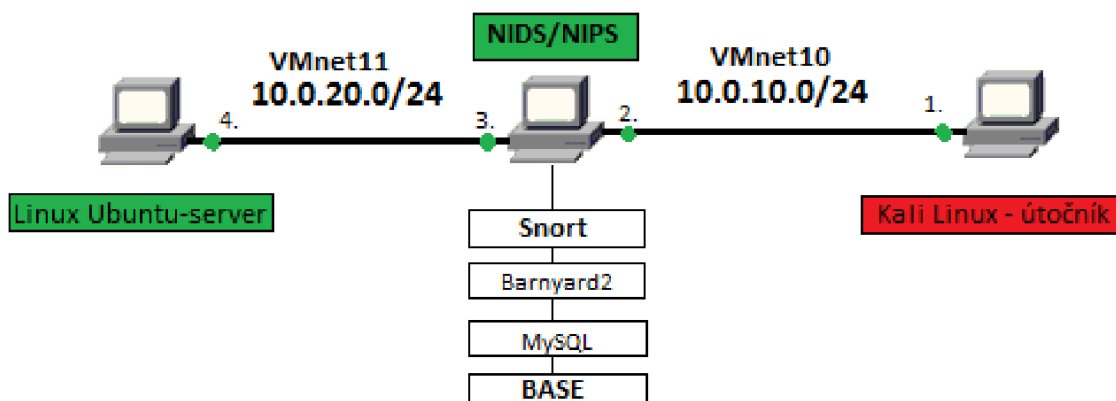 NIDS/NIPS
VMnet11
10.0.20.0/24
VMnet10
10.0.10.0/24
4.
3.
2.
1.
Linux Ubuntu-server
Kali Linux - útočník
Snort
Barnyard2
MySQL
BASE